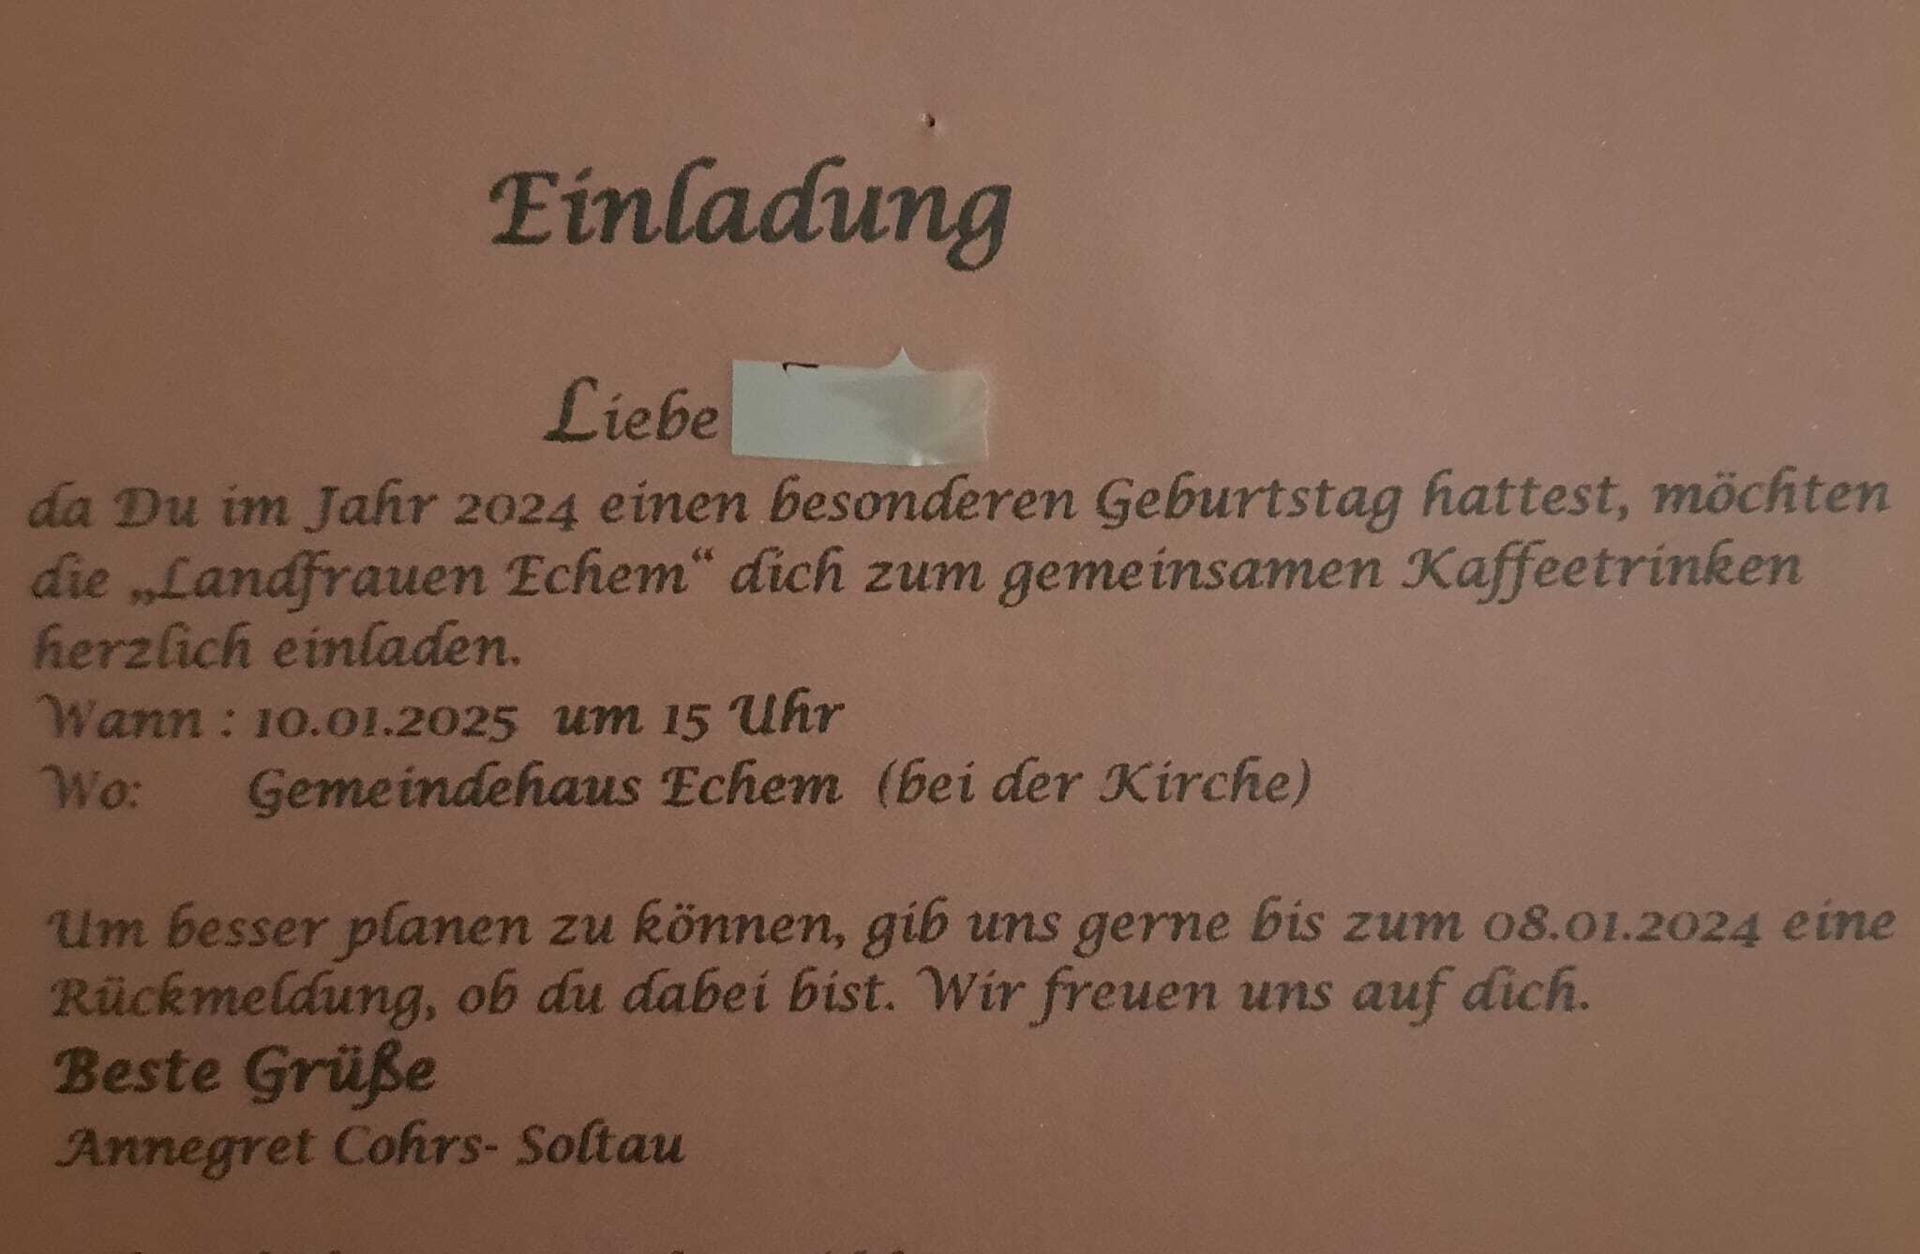 Einladung
Liebe
da Du im Jahr 2024 einen besonderen Geburtstag hattest, möchten
die „Landfrauen Echem“ dich zum gemeinsamen Kaffeetrinken
herzlich einladen.
Wann : 10.01.2025 um 15 Uhr
Wo: Gemeindehaus Echem (bei der Kirche)
Um besser planen zu können, gib uns gerne bis zum 08.01.2024 eine
Rückmeldung, ob du dabei bist. Wir freuen uns auf dich.
Beste Grüße
Annegret Cohrs- Soltau